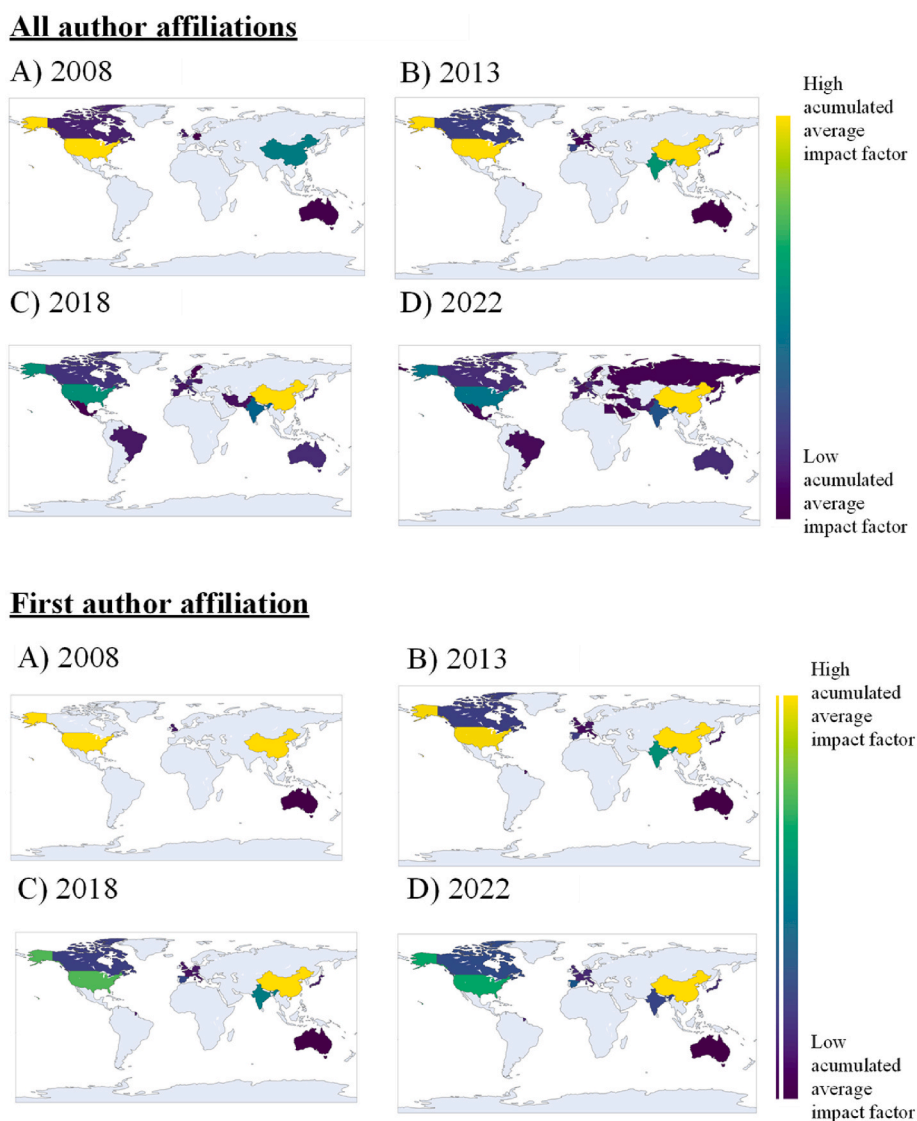 All author affiliations
A) 2008
B) 2013
High
acumulated
average
impact factor
C) 2018
D) 2022
Low
acumulated
average
impact factor
First author affiliation
A) 2008
B) 2013
High
acumulated
average
impact factor
C) 2018
D) 2022
Low
acumulated
average
impact factor